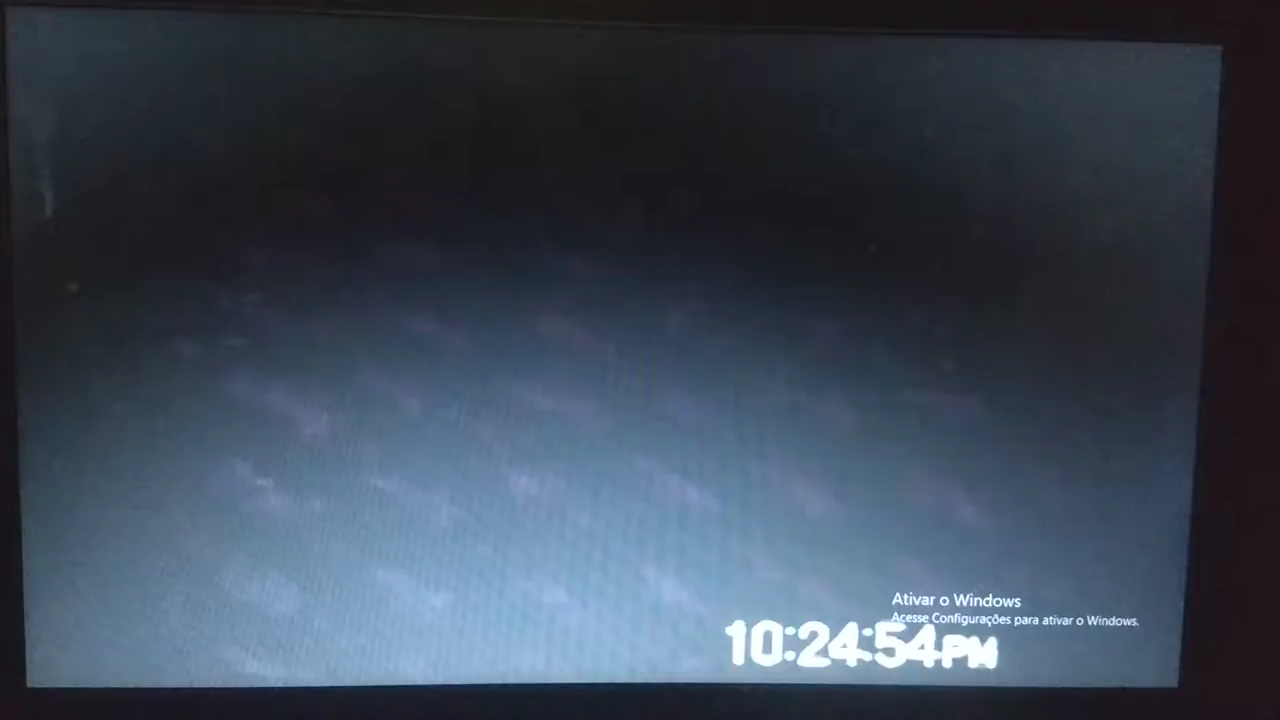 Ativar o Windows
Acesse Configurações para ativar o Windows.
10:24:54PM